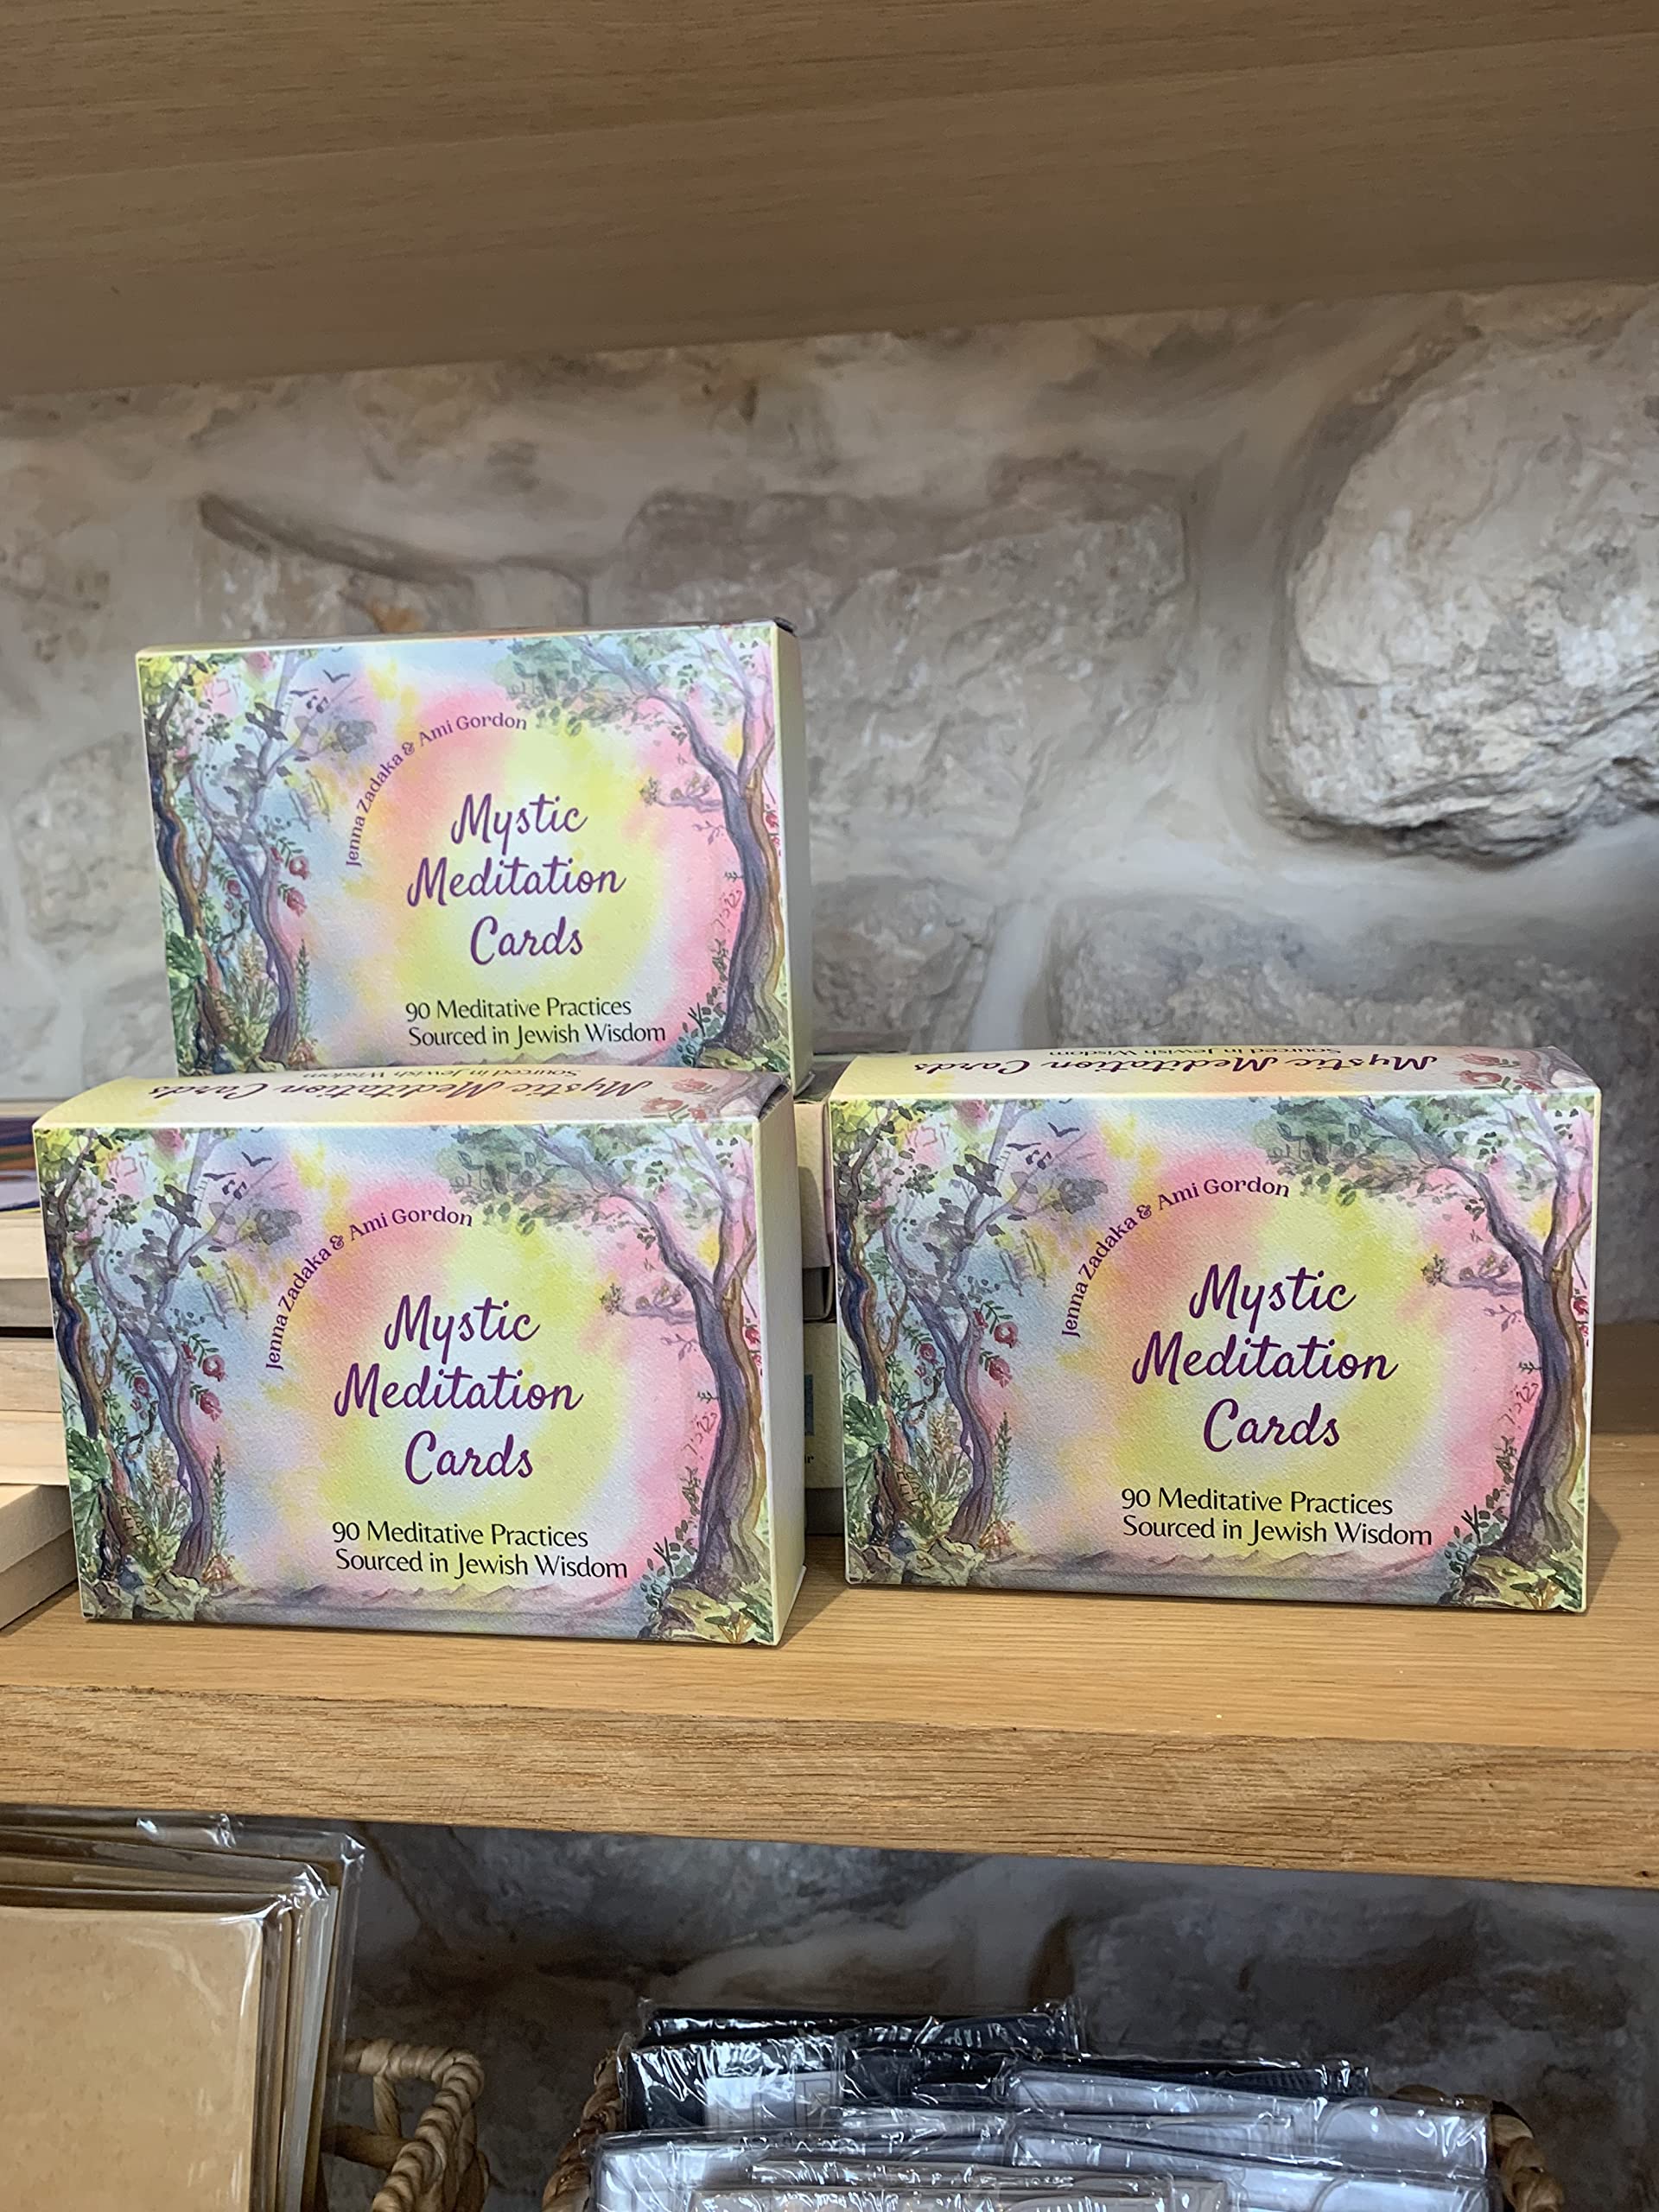 Jenna Zadaka & Ami Gordon
Mystic
Meditation
Cards
90 Meditative Practices
Sourced in Jewish Wisdom
Mystic Meditation Cards
Sourced in Jewish Wisdom
Jenna Zadaka & Ami Gordon
Mystic
Meditation
Cards
90 Meditative Practices
Sourced in Jewish Wisdom
Mystic Meditation Cards
Sourced in Jewish Wisdom
Jenna Zadaka & Ami Gordon
Mystic
Meditation
Cards
90 Meditative Practices
Sourced in Jewish Wisdom